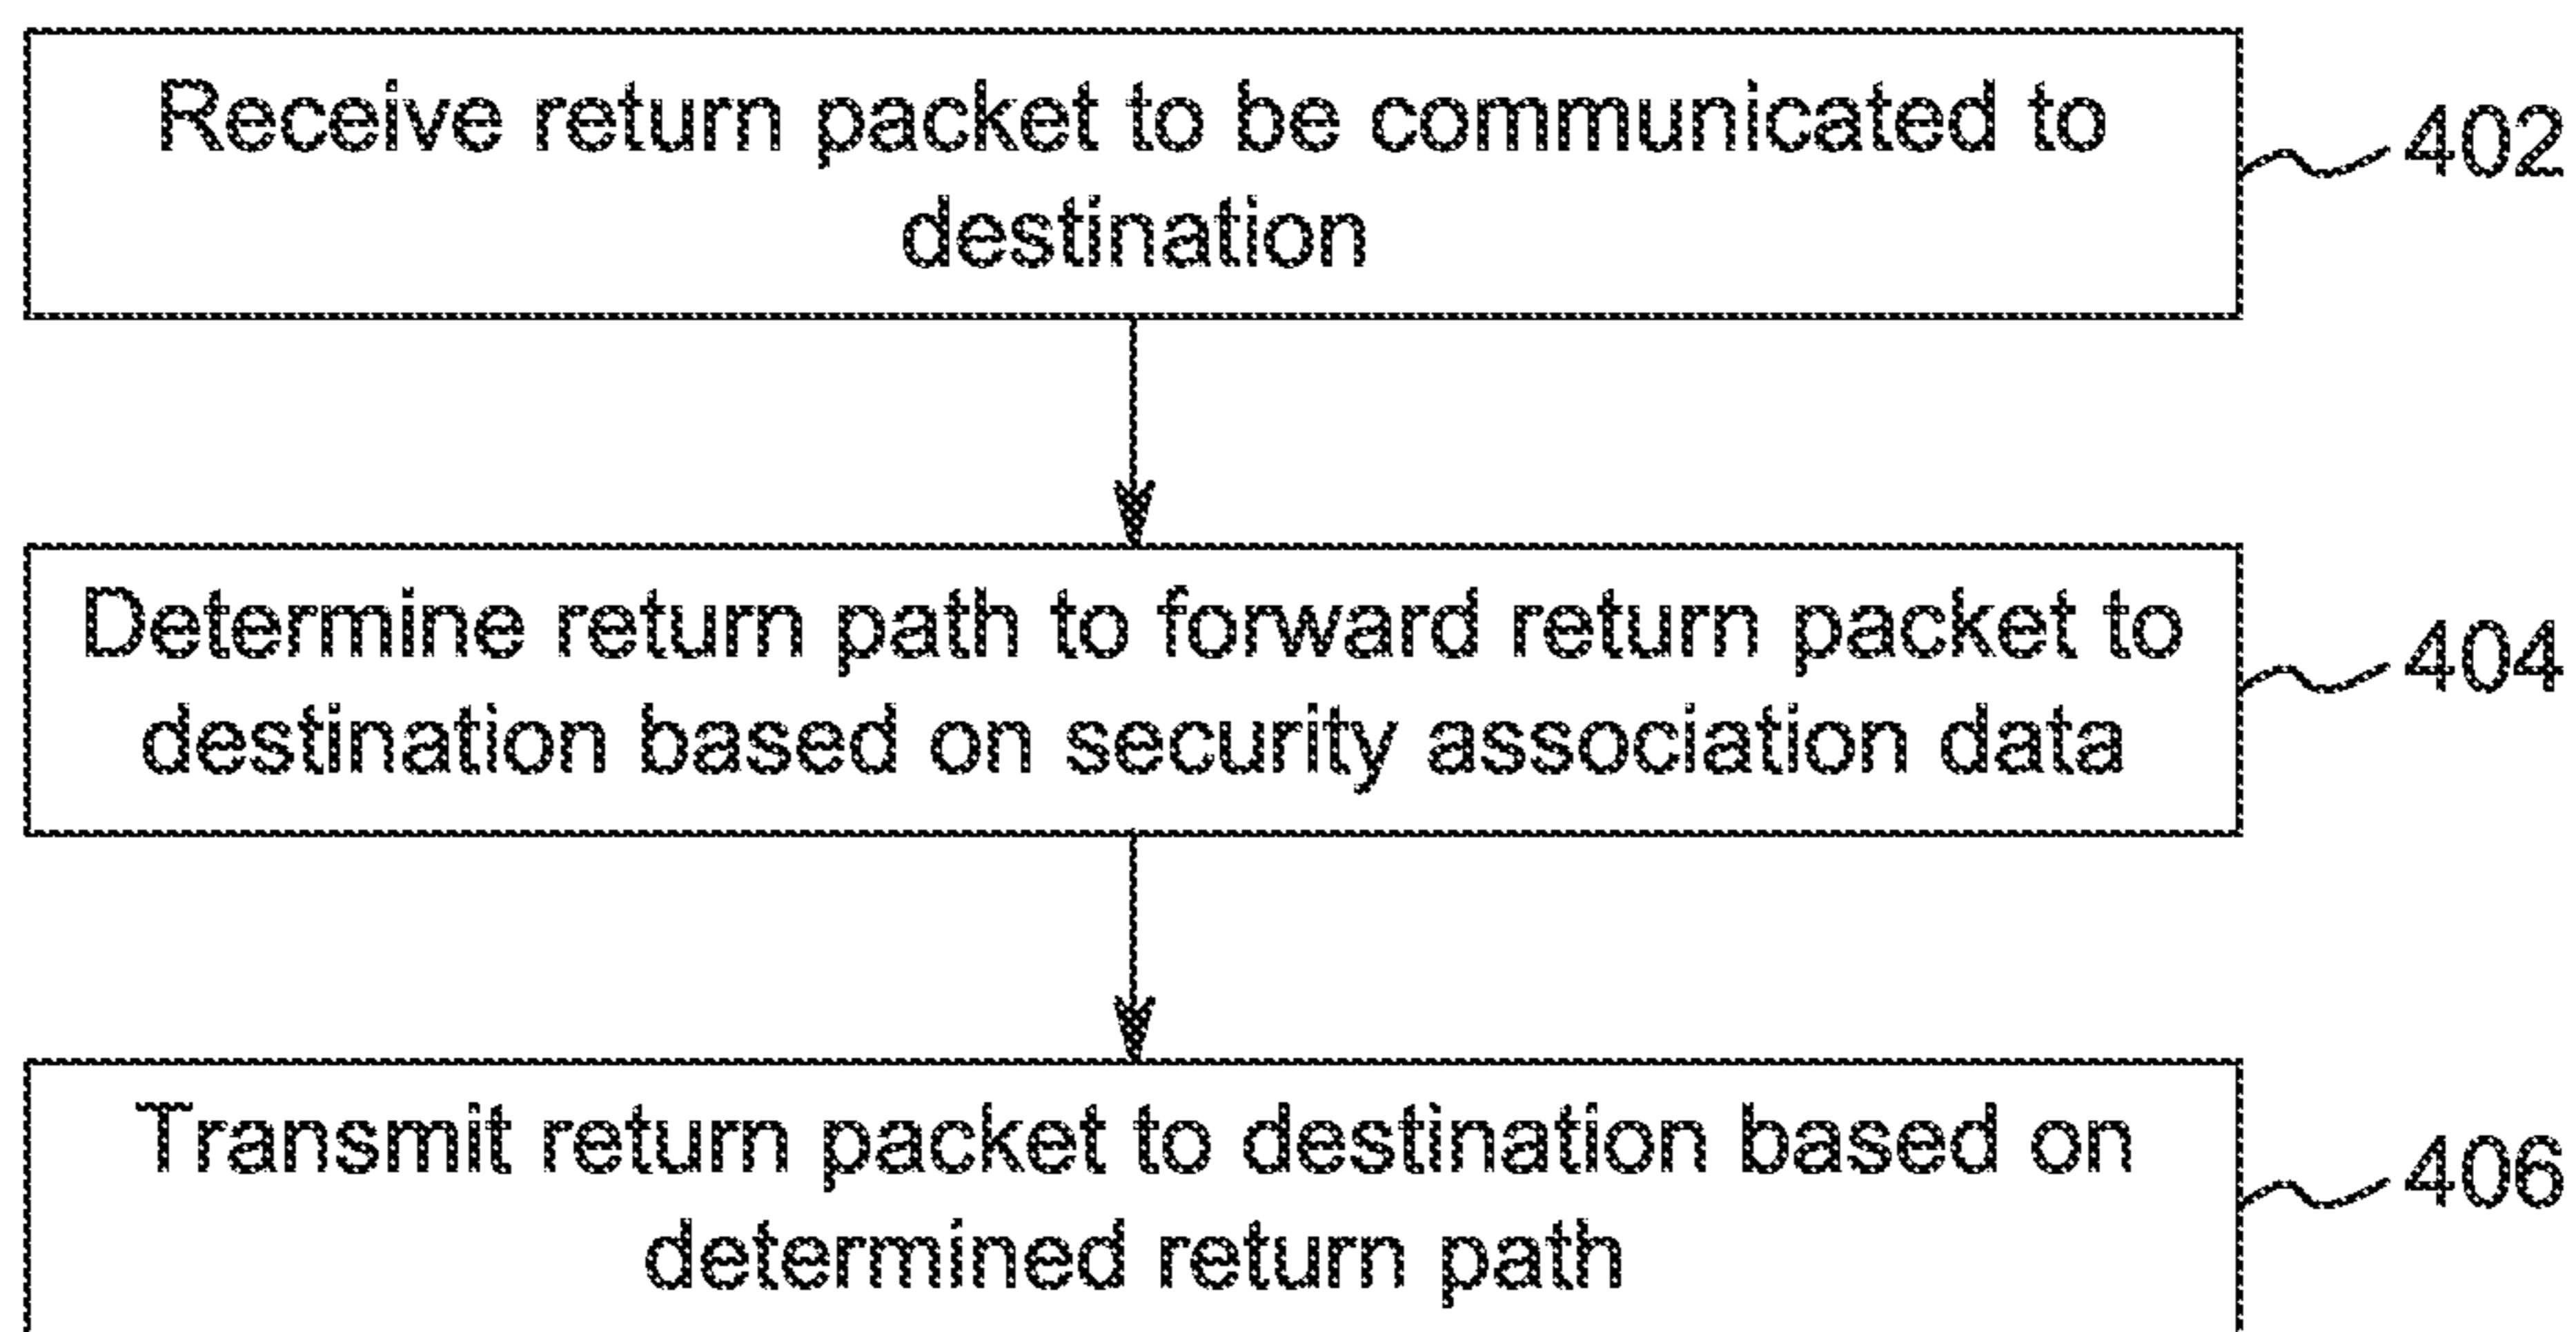 Receive return packet to be communicated to
destination
402
Determine return path to forward return packet to
destination based on security association data
404
Transmit return packet to destination based on
determined return path
406